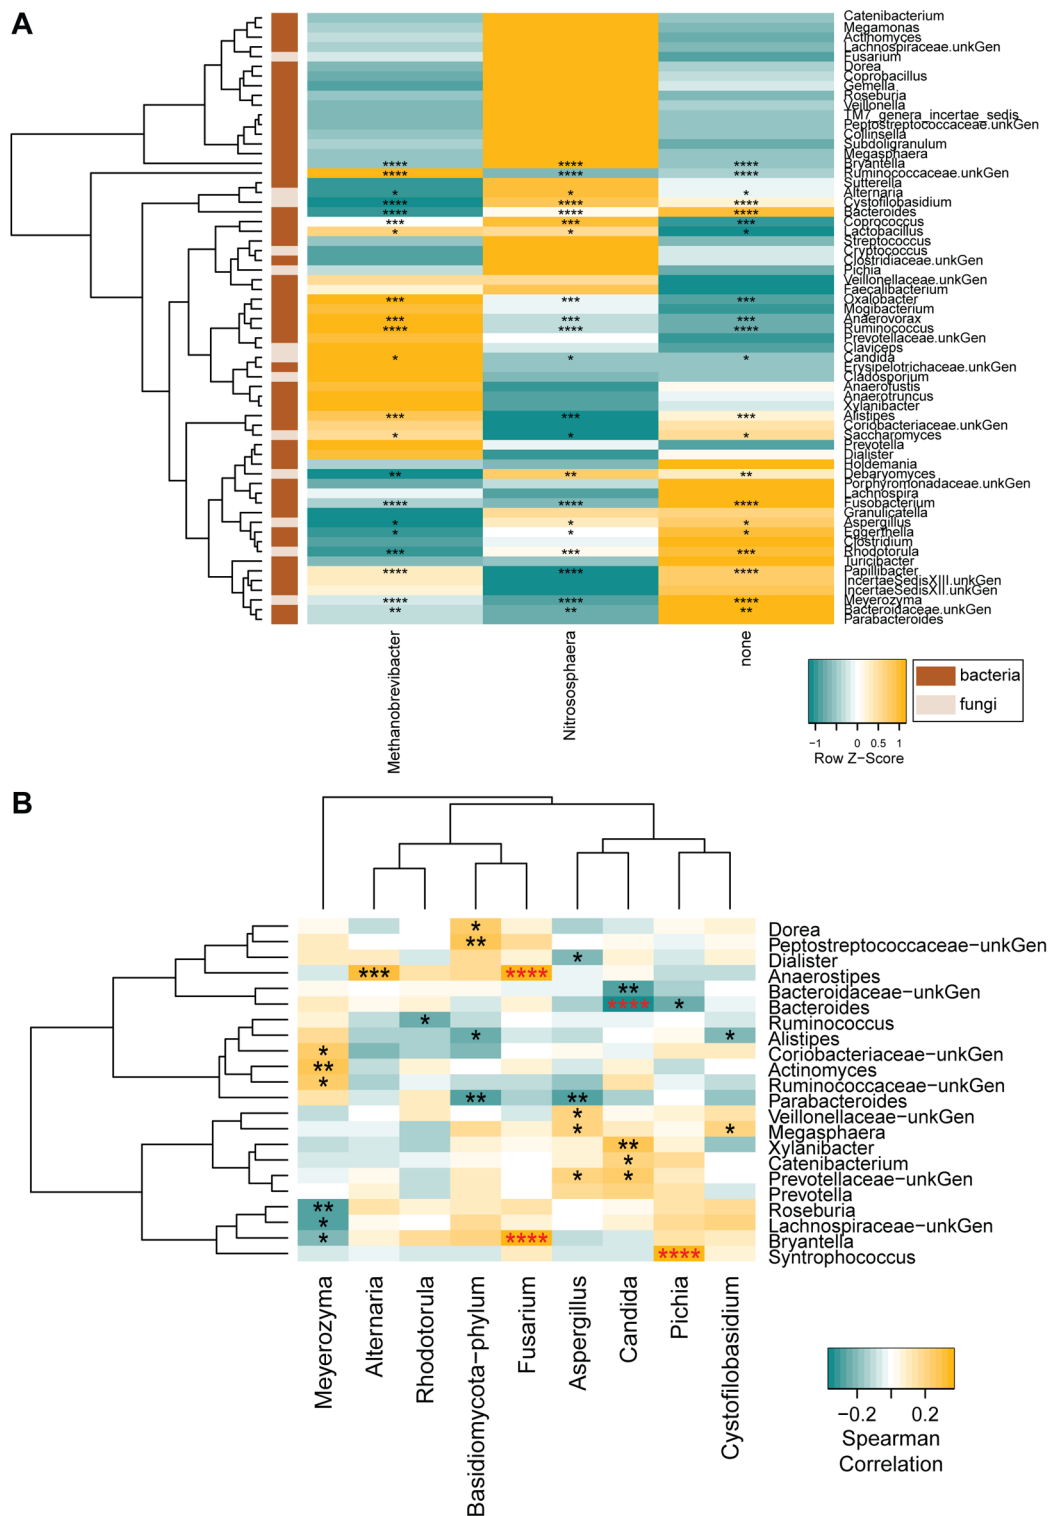 A
Catenibacterium
Megamonas
Actinomyces
Lachnospiraceae.unkGen
Fusarium
Dorea
Coprobacillus
Gemella
Roseburia
Veillonella
TM7_genera_incertae_sedis
Peptostreptococcaceae.unkGen
Collinsella
Subdoligranulum
Megasphaera
**** **** **** Bryantella
**** **** **** Ruminococcaceae.unkGen
Sutterella
* * * Alternaria
**** **** **** Cystofilobasidium
**** **** **** Bacteroides
*** *** *** Coprococcus
* * * Lactobacillus
Streptococcus
Cryptococcus
Clostridiaceae.unkGen
Pichia
Veillonellaceae.unkGen
Faecalibacterium
*** *** *** Oxalobacter
Mogibacterium
*** *** *** Anaerovorax
**** **** **** Ruminococcus
Prevotellaceae.unkGen
Claviceps
* * * Candida
Erysipelotrichaceae.unkGen
Cladosporium
Anaerofustis
Anaerotruncus
Xylanibacter
*** *** *** Alistipes
Coriobacteriaceae.unkGen
* * * Saccharomyces
Prevotella
Dialister
Holdemania
** ** ** Debaryomyces
Porphyromonadaceae.unkGen
Lachnospira
**** **** **** Fusobacterium
Granulicatella
* * * Aspergillus
* * * Eggerthella
Clostridium
*** *** *** Rhodotorula
Turicibacter
**** **** **** Papillibacter
IncertaeSedisXIII.unkGen
IncertaeSedisXII.unkGen
**** **** **** Meyerozyma
** ** ** Bacteroidaceae.unkGen
Parabacteroides
Methanobrevibacter
Nitrososphaera
none
bacteria
fungi
−1 0 0.5 1
Row Z−Score
B
* Dorea
** Peptostreptococcaceae−unkGen
* Dialister
*** **** Anaerostipes
** Bacteroidaceae−unkGen
**** * Bacteroides
* Ruminococcus
* * Alistipes
* Coriobacteriaceae−unkGen
** Actinomyces
* Ruminococcaceae−unkGen
** ** Parabacteroides
* Veillonellaceae−unkGen
* * Megasphaera
** Xylanibacter
* Catenibacterium
* * Prevotellaceae−unkGen
Prevotella
** Roseburia
* Lachnospiraceae−unkGen
* **** Bryantella
**** Syntrophococcus
Meyerozyma
Alternaria
Rhodotorula
Basidiomycota−phylum
Fusarium
Aspergillus
Candida
Pichia
Cystofilobasidium
−0.2 0.2
Spearman
Correlation